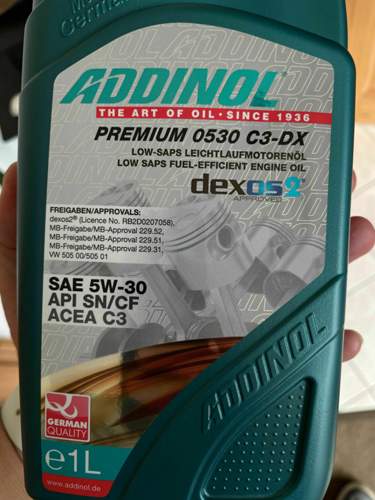 German
ADDINOL
THE ART OF OIL · SINCE 1936
PREMIUM 0530 C3-DX
LOW-SAPS LEICHTLAUFMOTORENÖL
LOW SAPS FUEL-EFFICIENT ENGINE OIL
dexos2™
APPROVED
FREIGABEN/APPROVALS:
dexos2® (Licence No. RB2D0207058),
MB-Freigabe/MB-Approval 229.52,
MB-Freigabe/MB-Approval 229.51,
MB-Freigabe/MB-Approval 229.31,
VW 505 00/505 01
SAE 5W-30
API SN/CF
ACEA C3
ADDINOL
GERMAN
QUALITY
e1L
www.addinol.de